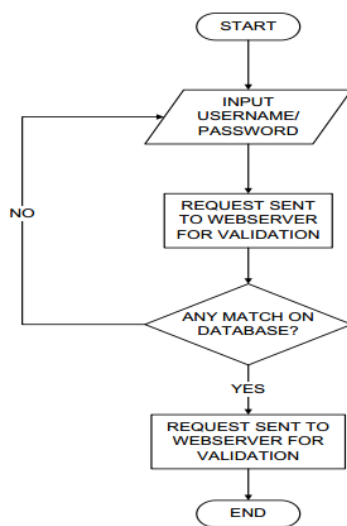 START
INPUT
USERNAME/
PASSWORD
NO
REQUEST SENT
TO WEBSERVER
FOR VALIDATION
ANY MATCH ON
DATABASE?
YES
REQUEST SENT TO
WEBSERVER FOR
VALIDATION
END